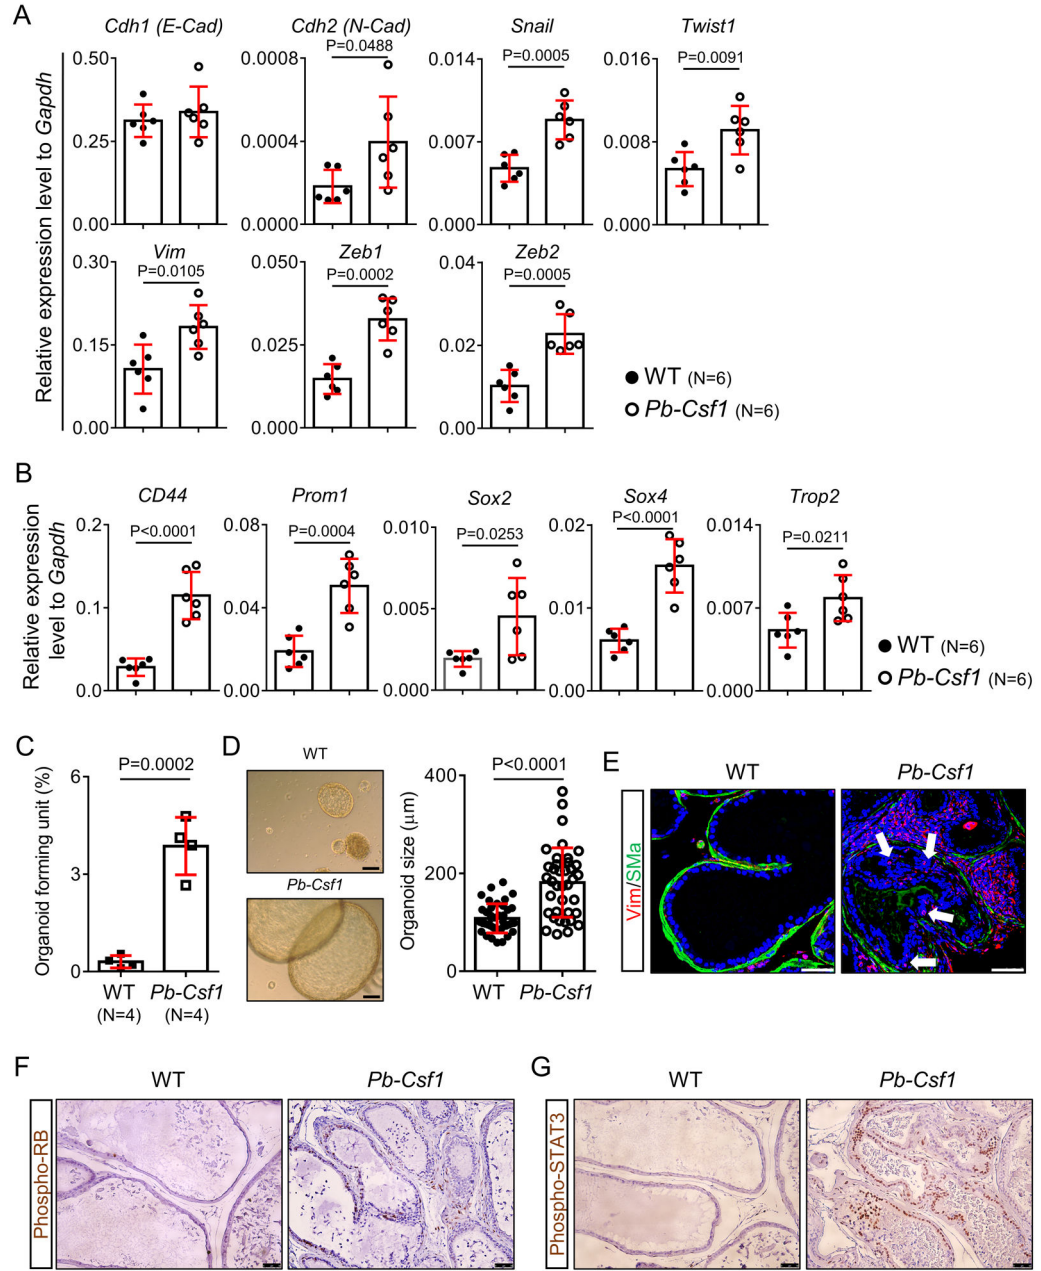 A
Cdh1 (E-Cad)
Cdh2 (N-Cad)
Snail
Twist1
P=0.0488
P=0.0005
P=0.0091
Relative expression level to Gapdh
0.50
0.25
0.00
0.0008
0.0004
0.0000
0.014
0.007
0.000
0.016
0.008
0.000
Vim
Zeb1
Zeb2
P=0.0105
P=0.0002
P=0.0005
0.30
0.15
0.00
0.050
0.025
0.000
0.04
0.02
0.00
WT (N=6)
Pb-Csf1 (N=6)
B
CD44
Prom1
Sox2
Sox4
Trop2
P<0.0001
P=0.0004
P=0.0253
P<0.0001
P=0.0211
Relative expression
level to Gapdh
0.2
0.1
0.0
0.08
0.04
0.00
0.010
0.005
0.000
0.02
0.01
0.00
0.014
0.007
0.000
WT (N=6)
Pb-Csf1 (N=6)
C
P=0.0002
Organoid forming unit (%)
6
3
0
WT
(N=4)
Pb-Csf1
(N=4)
D
WT
Pb-Csf1
P<0.0001
Organoid size (μm)
400
200
0
WT
Pb-Csf1
E
WT
Pb-Csf1
Vim/SMa
F
WT
Pb-Csf1
Phospho-RB
G
WT
Pb-Csf1
Phospho-STAT3